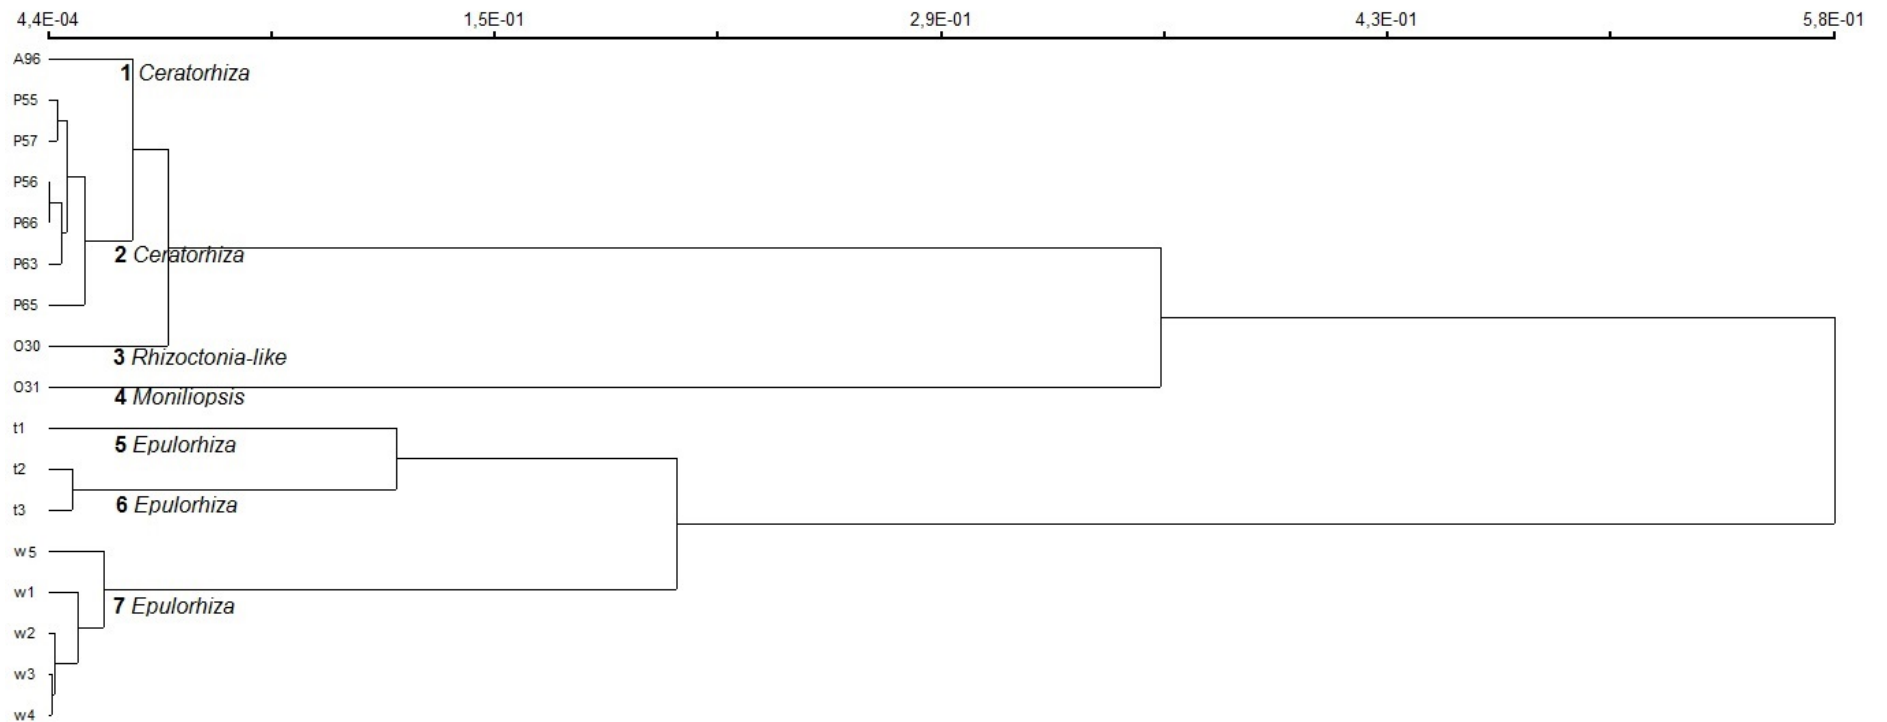 4,4E-04 1,5E-01 2,9E-01 4,3E-01 5,8E-01
A96
1 Ceratorhiza
P55
P57
P56
P66
2 Ceratorhiza
P63
P65
O30
3 Rhizoctonia-like
O31
4 Moniliopsis
t1
5 Epulorhiza
t2
6 Epulorhiza
t3
w5
w1
7 Epulorhiza
w2
w3
w4